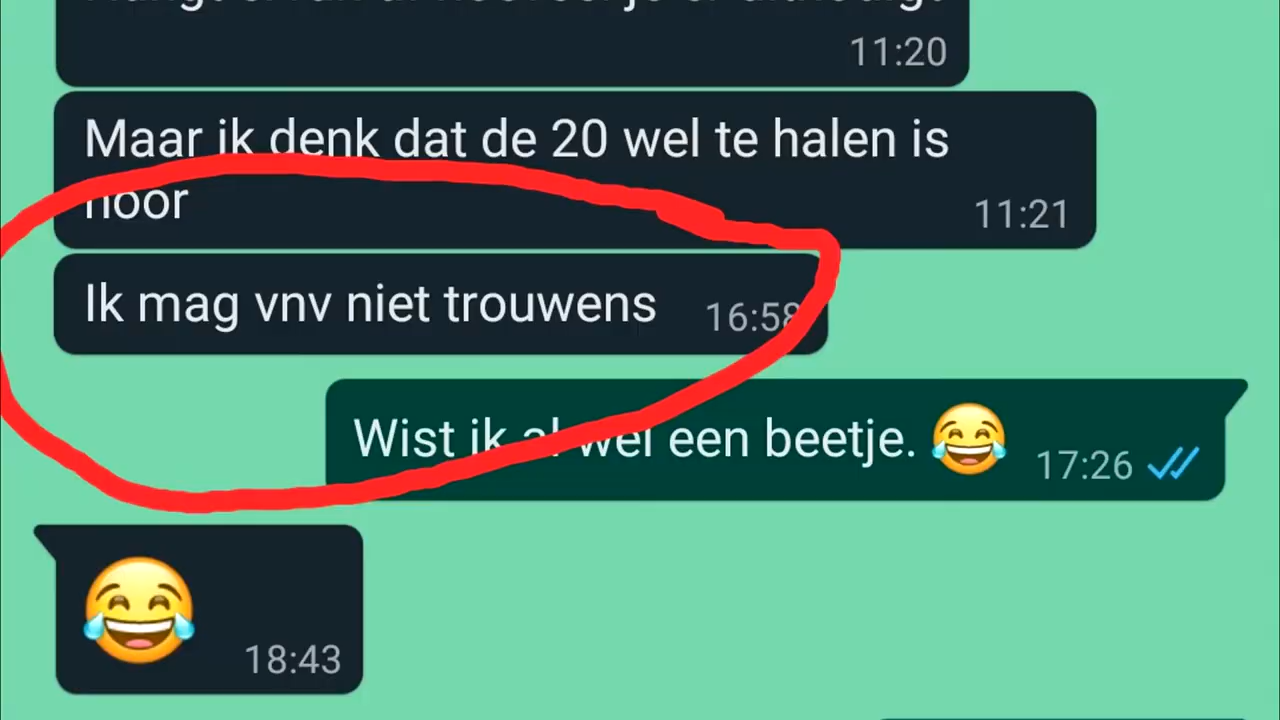 11:20
Maar ik denk dat de 20 wel te halen is
hoor
11:21
Ik mag vnv niet trouwens 16:58
Wist ik al wel een beetje. 😂 17:26
😂 18:43